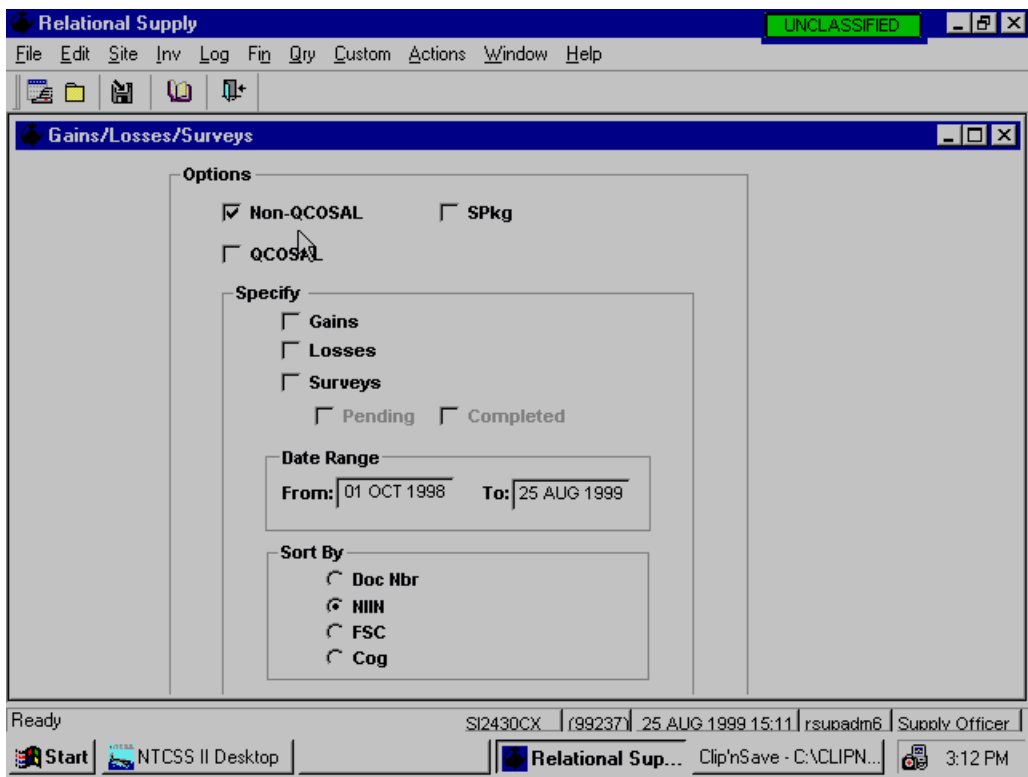 Relational Supply UNCLASSIFIED
File Edit Site Inv Log Fin Qry Custom Actions Window Help
Gains/Losses/Surveys
Options
Non-QCOSAL SPkg
QCOSAL
Specify
Gains
Losses
Surveys
Pending Completed
Date Range
From: 01 OCT 1998 To: 25 AUG 1999
Sort By
Doc Nbr
NIIN
FSC
Cog
Ready SI2430CX (99237) 25 AUG 1999 15:11 rsupadm6 Supply Officer
Start NTCSS II Desktop Relational Sup... Clip'nSave - C:\CLIPN... 3:12 PM